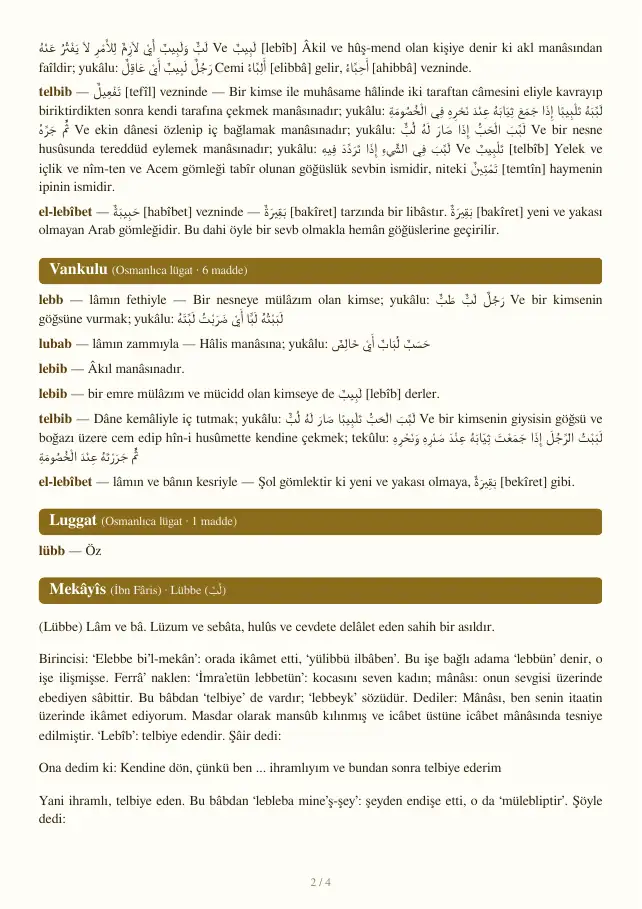 لَبٌّ وَلَبِيبٌ أَيْ لَازِمٌ لِلْأَمْرِ لَا يَفْتُرُ عَنْهُ Ve لَبِيبٌ [lebîb] Âkil ve hûş-mend olan kişiye denir ki akl manâsından
faîldir; yukâlu: رَجُلٌ لَبِيبٌ أَيْ عَاقِلٌ Cemi أَلِبَّاءُ [elibbâ] gelir, أَحِبَّاءُ [ahibbâ] vezninde.
telbib — تَفْعِيلٌ [tefîl] vezninde — Bir kimse ile muhâsame hâlinde iki taraftan câmesini eliyle kavrayıp
biriktirdikten sonra kendi tarafına çekmek manâsınadır; yukâlu: لَبَّبَهُ تَلْبِيبًا إِذَا جَمَعَ ثِيَابَهُ عِنْدَ نَحْرِهِ فِي الْخُصُومَةِ
ثُمَّ جَرَّهُ Ve ekin dânesi özlenip iç bağlamak manâsınadır; yukâlu: لَبَّبَ الْحَبُّ إِذَا صَارَ لَهُ لُبٌّ Ve bir nesne
husûsunda tereddüd eylemek manâsınadır; yukâlu: لَبَّبَ فِي الشَّيْءِ إِذَا تَرَدَّدَ فِيهِ Ve تَلْبِيبٌ [telbîb] Yelek ve
içlik ve nîm-ten ve Acem gömleği tabîr olunan göğüslük sevbin ismidir, niteki تَمْتِينٌ [temtîn] haymenin
ipinin ismidir.
el-lebîbet — حَبِيبَةٌ [habîbet] vezninde — بَقِيرَةٌ [bakîret] tarzında bir libâstır. بَقِيرَةٌ [bakîret] yeni ve yakası
olmayan Arab gömleğidir. Bu dahi öyle bir sevb olmakla hemân göğüslerine geçirilir.
Vankulu (Osmanlıca lügat · 6 madde)
lebb — lâmın fethiyle — Bir nesneye mülâzım olan kimse; yukâlu: رَجُلٌ لَبٌّ طَبٌّ Ve bir kimsenin
göğsüne vurmak; yukâlu: لَبَبْتُهُ لَبًّا أَيْ ضَرَبْتُ لَبَّتَهُ
lubab — lâmın zammıyla — Hâlis manâsına; yukâlu: حَسَبٌ لُبَابٌ أَيْ خَالِصٌ
lebib — Âkıl manâsınadır.
lebib — bir emre mülâzım ve mücidd olan kimseye de لَبِيبٌ [lebîb] derler.
telbib — Dâne kemâliyle iç tutmak; yukâlu: لَبَّبَ الْحَبُّ تَلْبِيبًا صَارَ لَهُ لُبٌّ Ve bir kimsenin giysisin göğsü ve
boğazı üzere cem edip hîn-i husûmette kendine çekmek; tekûlu: لَبَّبْتُ الرَّجُلَ إِذَا جَمَعْتَ ثِيَابَهُ عِنْدَ صَدْرِهِ وَنَحْرِهِ
ثُمَّ جَرَرْتَهُ عِنْدَ الْخُصُومَةِ
el-lebîbet — lâmın ve bânın kesriyle — Şol gömlektir ki yeni ve yakası olmaya, بَقِيرَةٌ [bekîret] gibi.
Luggat (Osmanlıca lügat · 1 madde)
lübb — Öz
Mekâyîs (İbn Fâris) · Lübbe (لُبّ)
(Lübbe) Lâm ve bâ. Lüzum ve sebâta, hulûs ve cevdete delâlet eden sahih bir asıldır.
Birincisi: ‘Elebbe bi’l-mekân’: orada ikâmet etti, ‘yülibbü ilbâben’. Bu işe bağlı adama ‘lebbün’ denir, o
işe ilişmişse. Ferrâ’ naklen: ‘İmra’etün lebbetün’: kocasını seven kadın; mânâsı: onun sevgisi üzerinde
ebediyen sâbittir. Bu bâbdan ‘telbiye’ de vardır; ‘lebbeyk’ sözüdür. Dediler: Mânâsı, ben senin itaatin
üzerinde ikâmet ediyorum. Masdar olarak mansûb kılınmış ve icâbet üstüne icâbet mânâsında tesniye
edilmiştir. ‘Lebîb’: telbiye edendir. Şâir dedi:
Ona dedim ki: Kendine dön, çünkü ben ... ihramlıyım ve bundan sonra telbiye ederim
Yani ihramlı, telbiye eden. Bu bâbdan ‘lebleba mine’ş-şey’: şeyden endişe etti, o da ‘mülebliptir’. Şöyle
dedi:
2 / 4